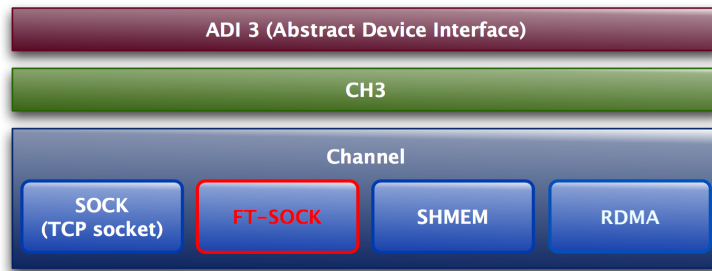 ADI 3 (Abstract Device Interface)
CH3
Channel
SOCK
(TCP socket)
FT-SOCK
SHMEM
RDMA